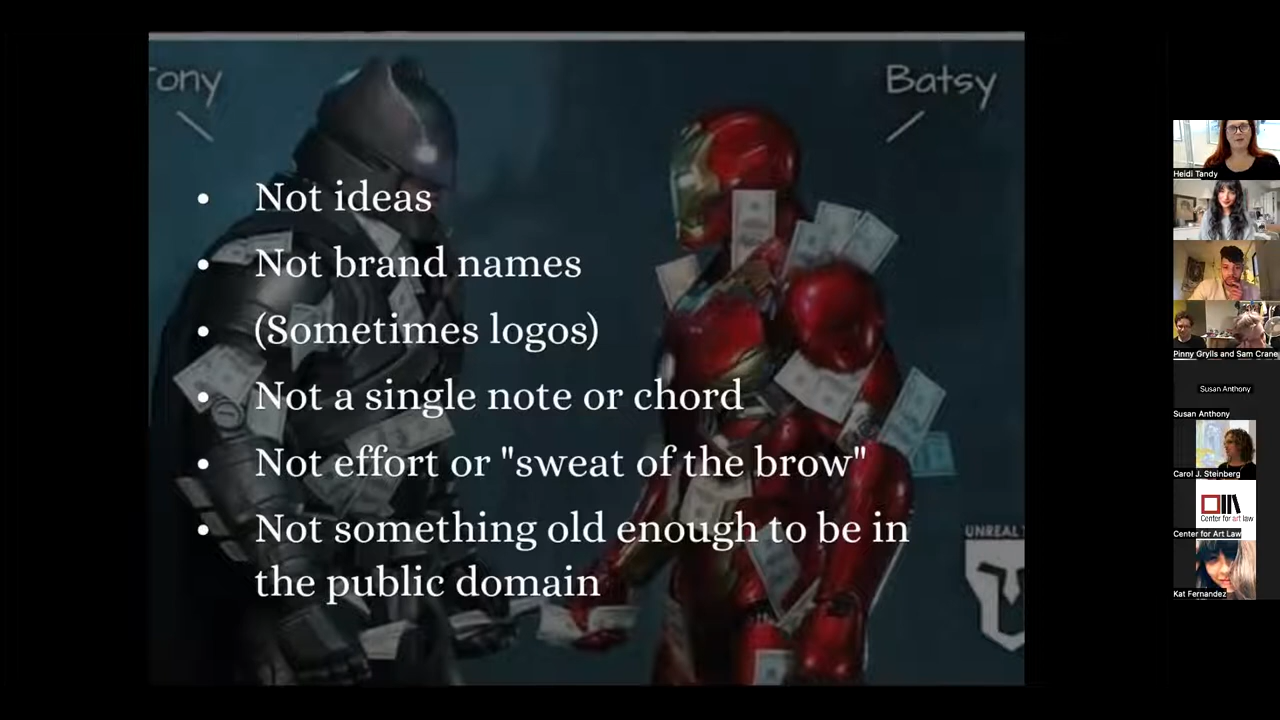 Tony
Batsy
• Not ideas
• Not brand names
• (Sometimes logos)
• Not a single note or chord
• Not effort or "sweat of the brow"
• Not something old enough to be in
the public domain
UNREAL
Heidi Tandy
Pinny Grylls and Sam Crane
Susan Anthony
Susan Anthony
Carol J. Steinberg
Center for art law
Center for Art Law
Kat Fernandez